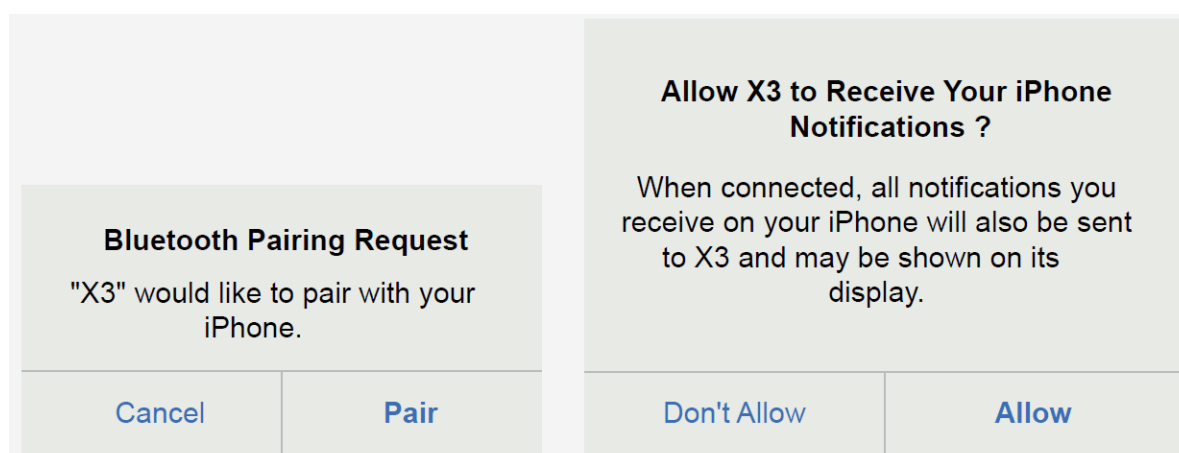 Bluetooth Pairing Request
"X3" would like to pair with your
iPhone.
Cancel
Pair
Allow X3 to Receive Your iPhone
Notifications ?
When connected, all notifications you
receive on your iPhone will also be sent
to X3 and may be shown on its
display.
Don't Allow
Allow